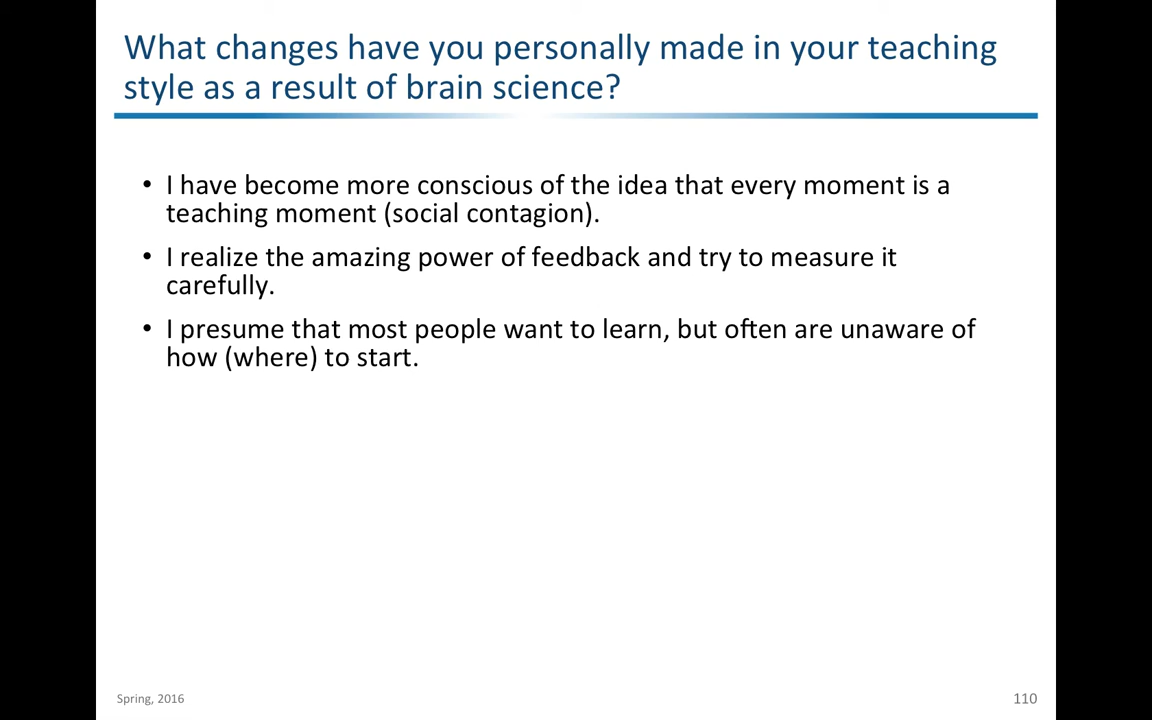 What changes have you personally made in your teaching
style as a result of brain science?
• I have become more conscious of the idea that every moment is a
teaching moment (social contagion).
• I realize the amazing power of feedback and try to measure it
carefully.
• I presume that most people want to learn, but often are unaware of
how (where) to start.
Spring, 2016
110